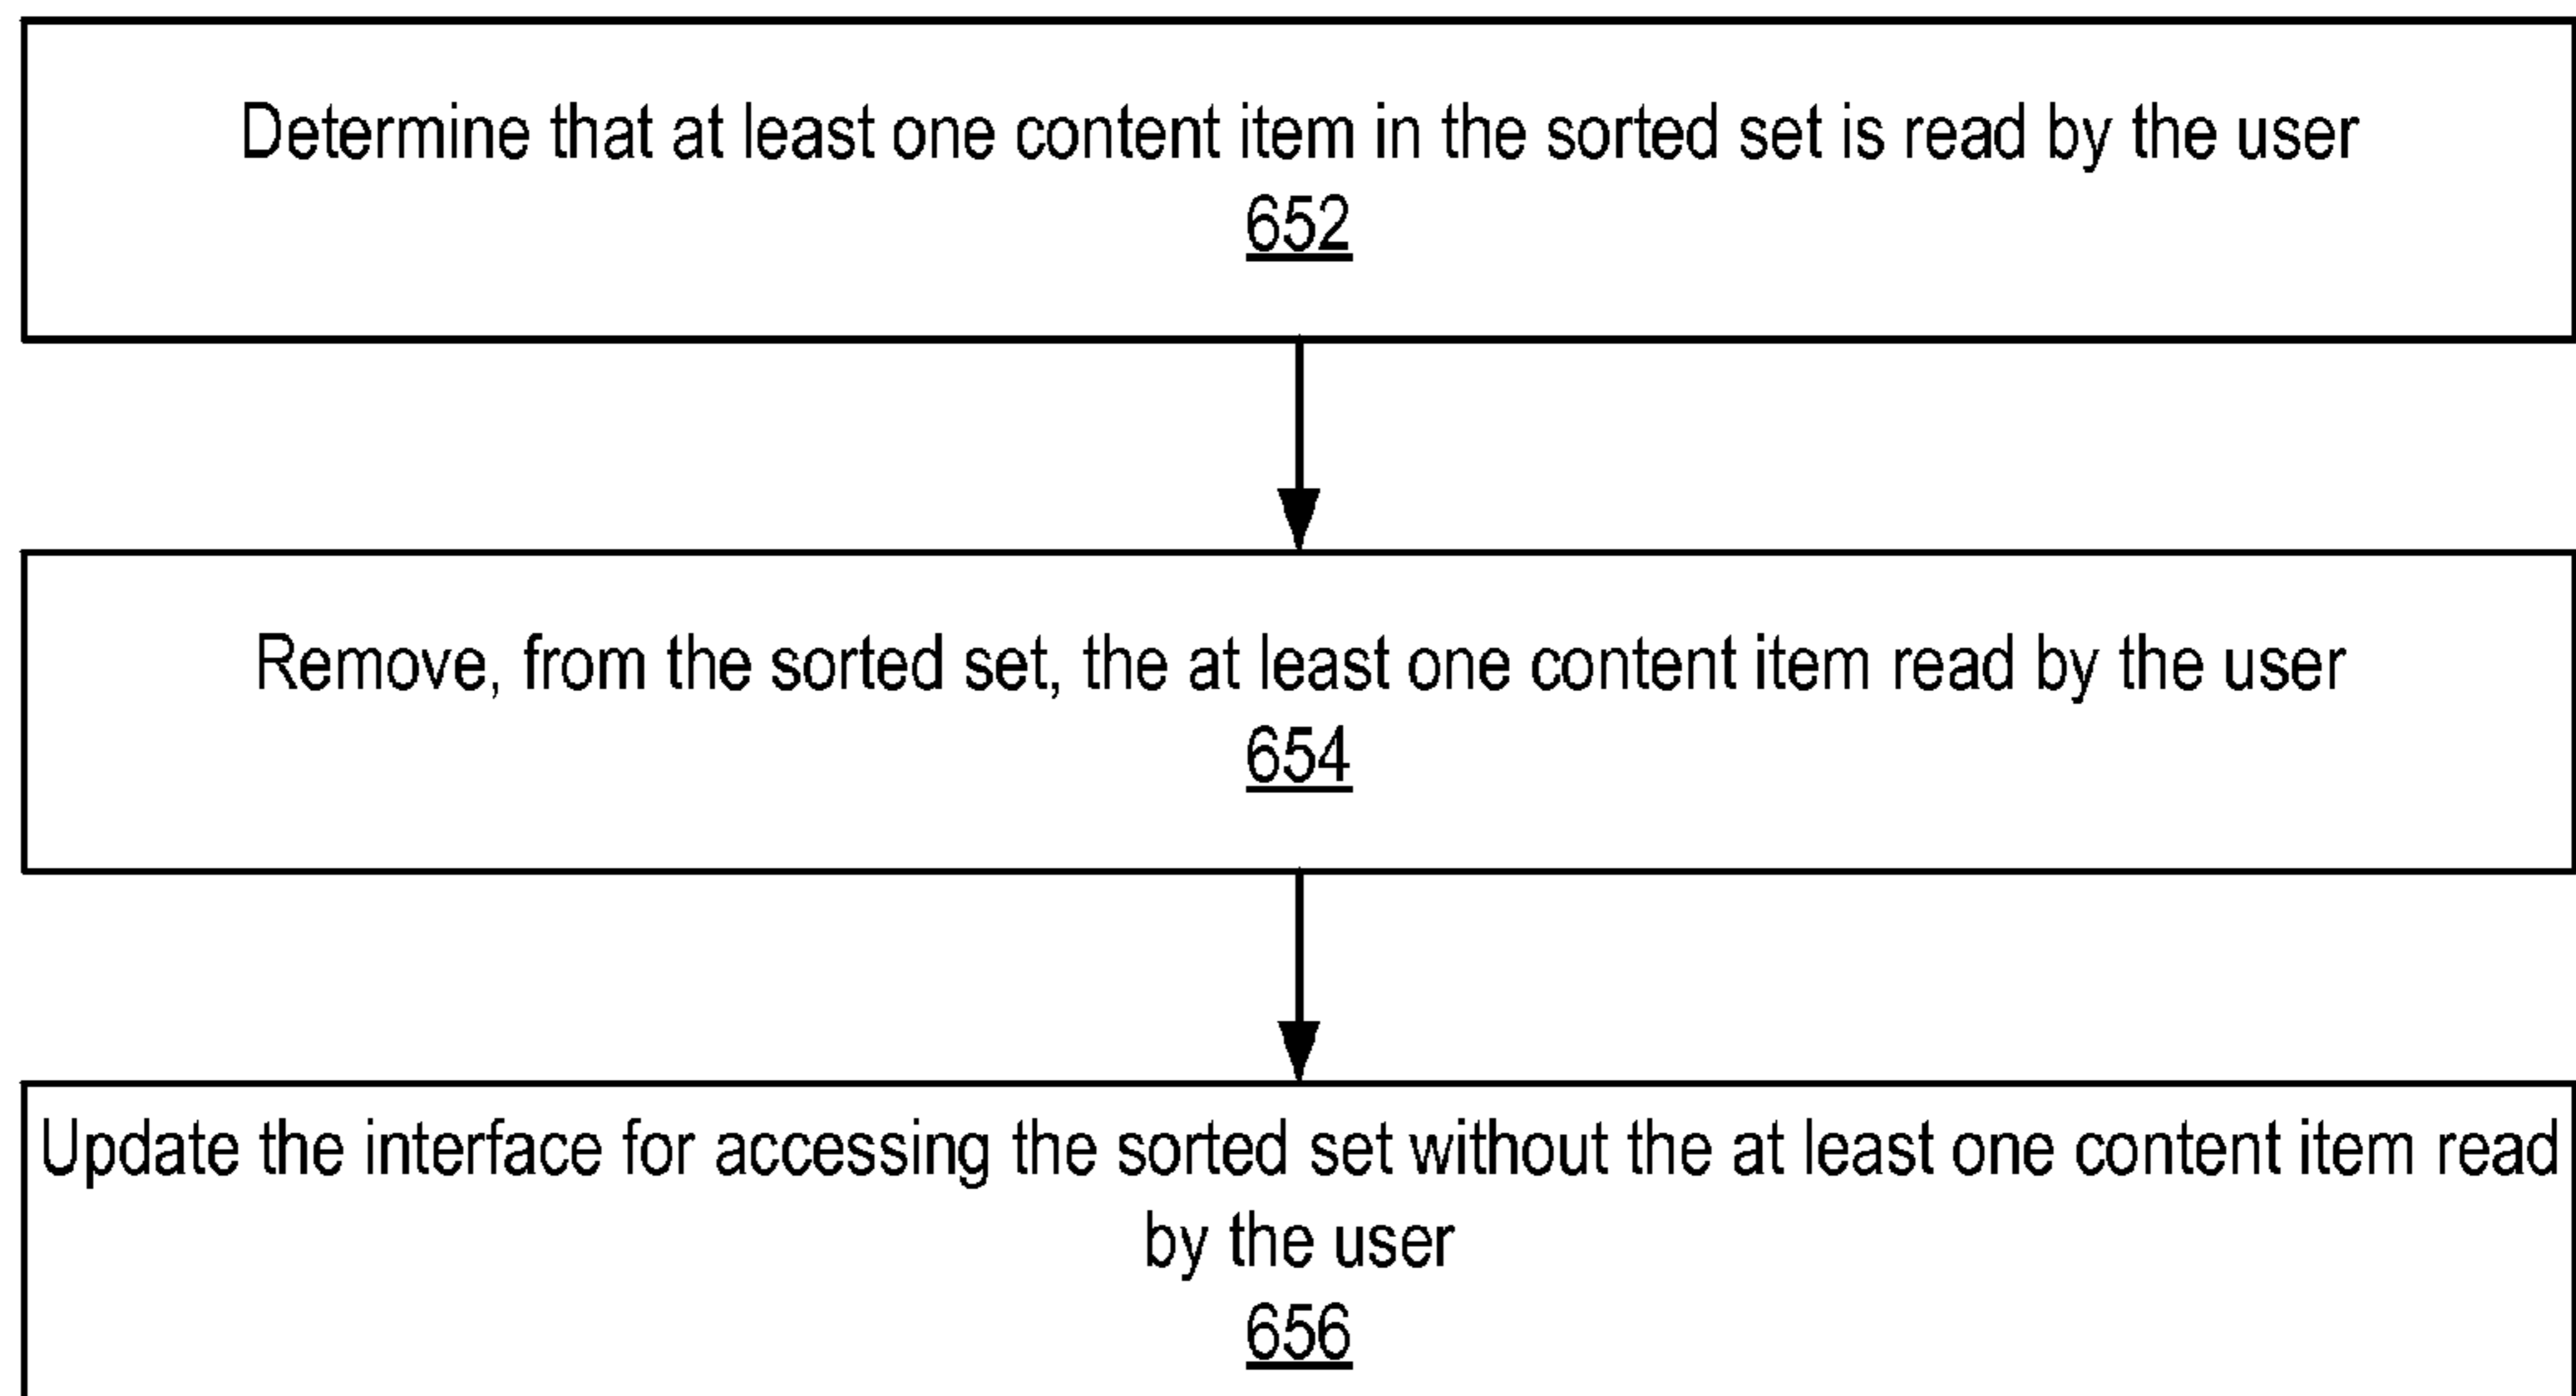 Determine that at least one content item in the sorted set is read by the user
652
Remove, from the sorted set, the at least one content item read by the user
654
Update the interface for accessing the sorted set without the at least one content item read
by the user
656